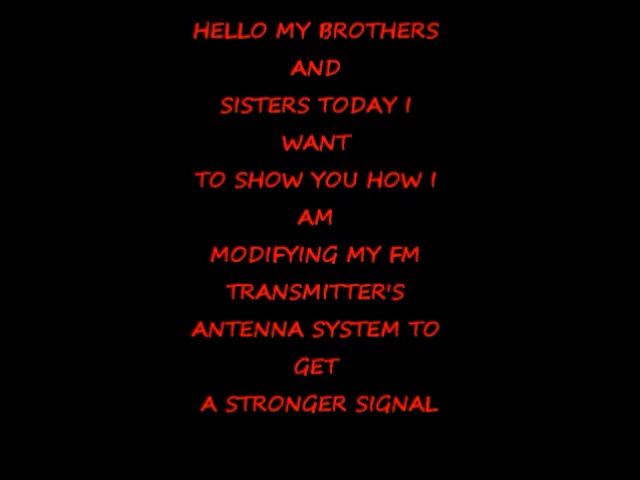 HELLO MY BROTHERS
AND
SISTERS TODAY I
WANT
TO SHOW YOU HOW I
AM
MODIFYING MY FM
TRANSMITTER'S
ANTENNA SYSTEM TO
GET
A STRONGER SIGNAL